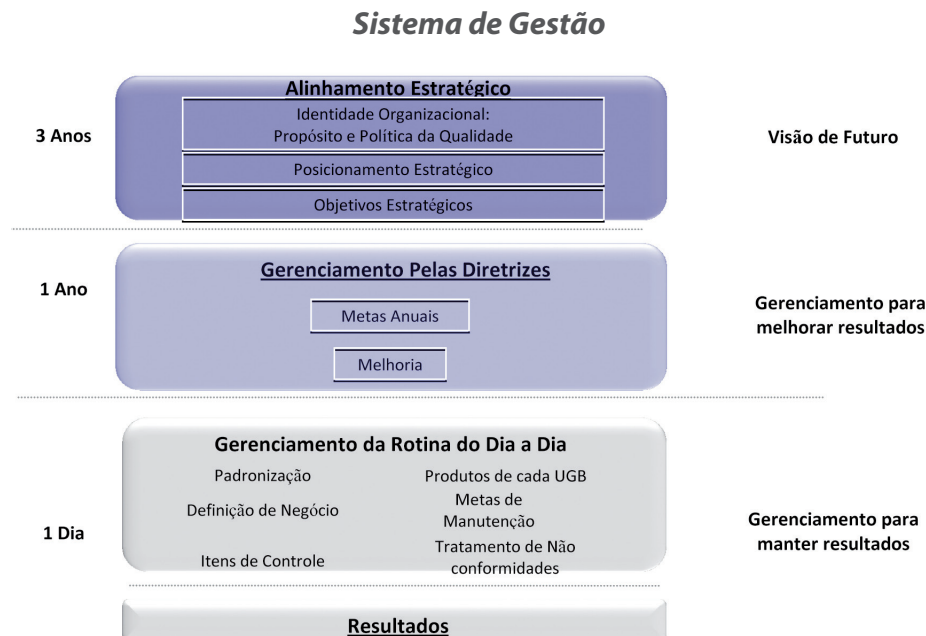 Sistema de Gestão
Alinhamento Estratégico
Identidade Organizacional:
Propósito e Política da Qualidade
Posicionamento Estratégico
Objetivos Estratégicos
3 Anos
Visão de Futuro
Gerenciamento Pelas Diretrizes
1 Ano
Metas Anuais
Melhoria
Gerenciamento para
melhorar resultados
Gerenciamento da Rotina do Dia a Dia
Padronização
Definição de Negócio
Itens de Controle
Produtos de cada UGB
Metas de
Manutenção
Tratamento de Não
conformidades
1 Dia
Gerenciamento para
manter resultados
Resultados